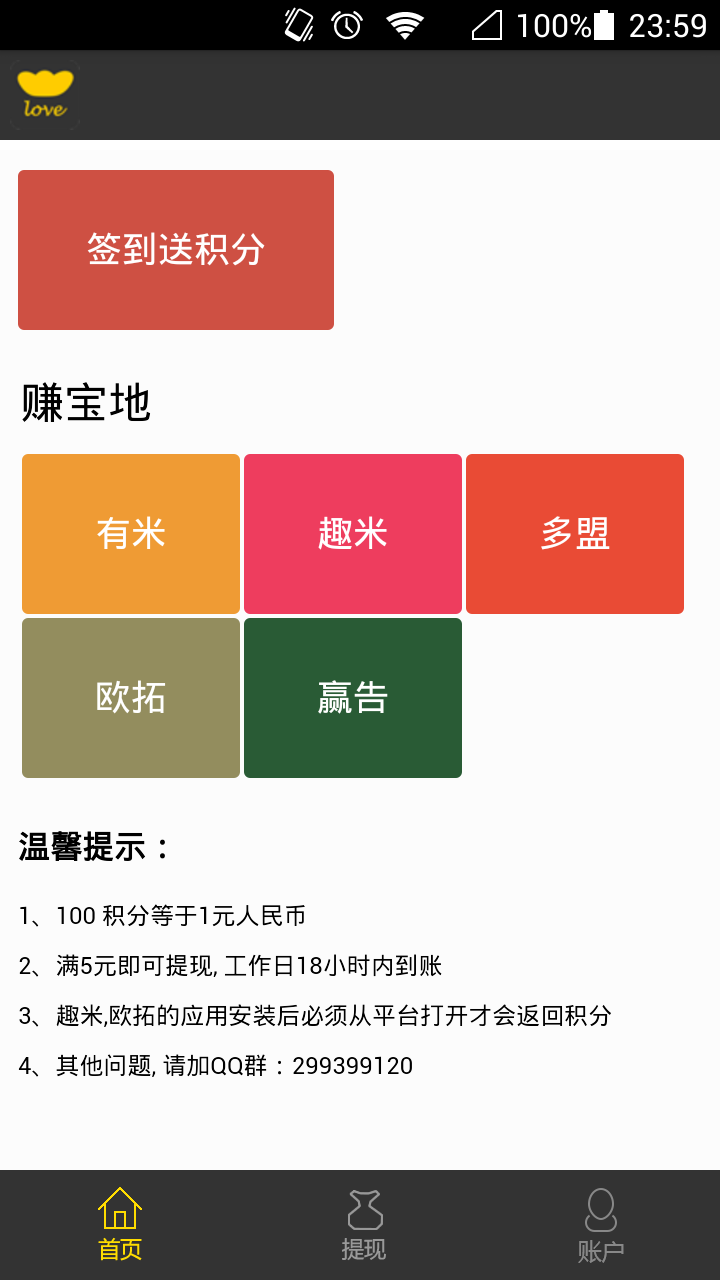 100% 23:59
love
签到送积分
赚宝地
有米 趣米 多盟
欧拓 赢告
温馨提示：
1、100 积分等于1元人民币
2、满5元即可提现, 工作日18小时内到账
3、趣米,欧拓的应用安装后必须从平台打开才会返回积分
4、其他问题, 请加QQ群：299399120
首页 提现 账户